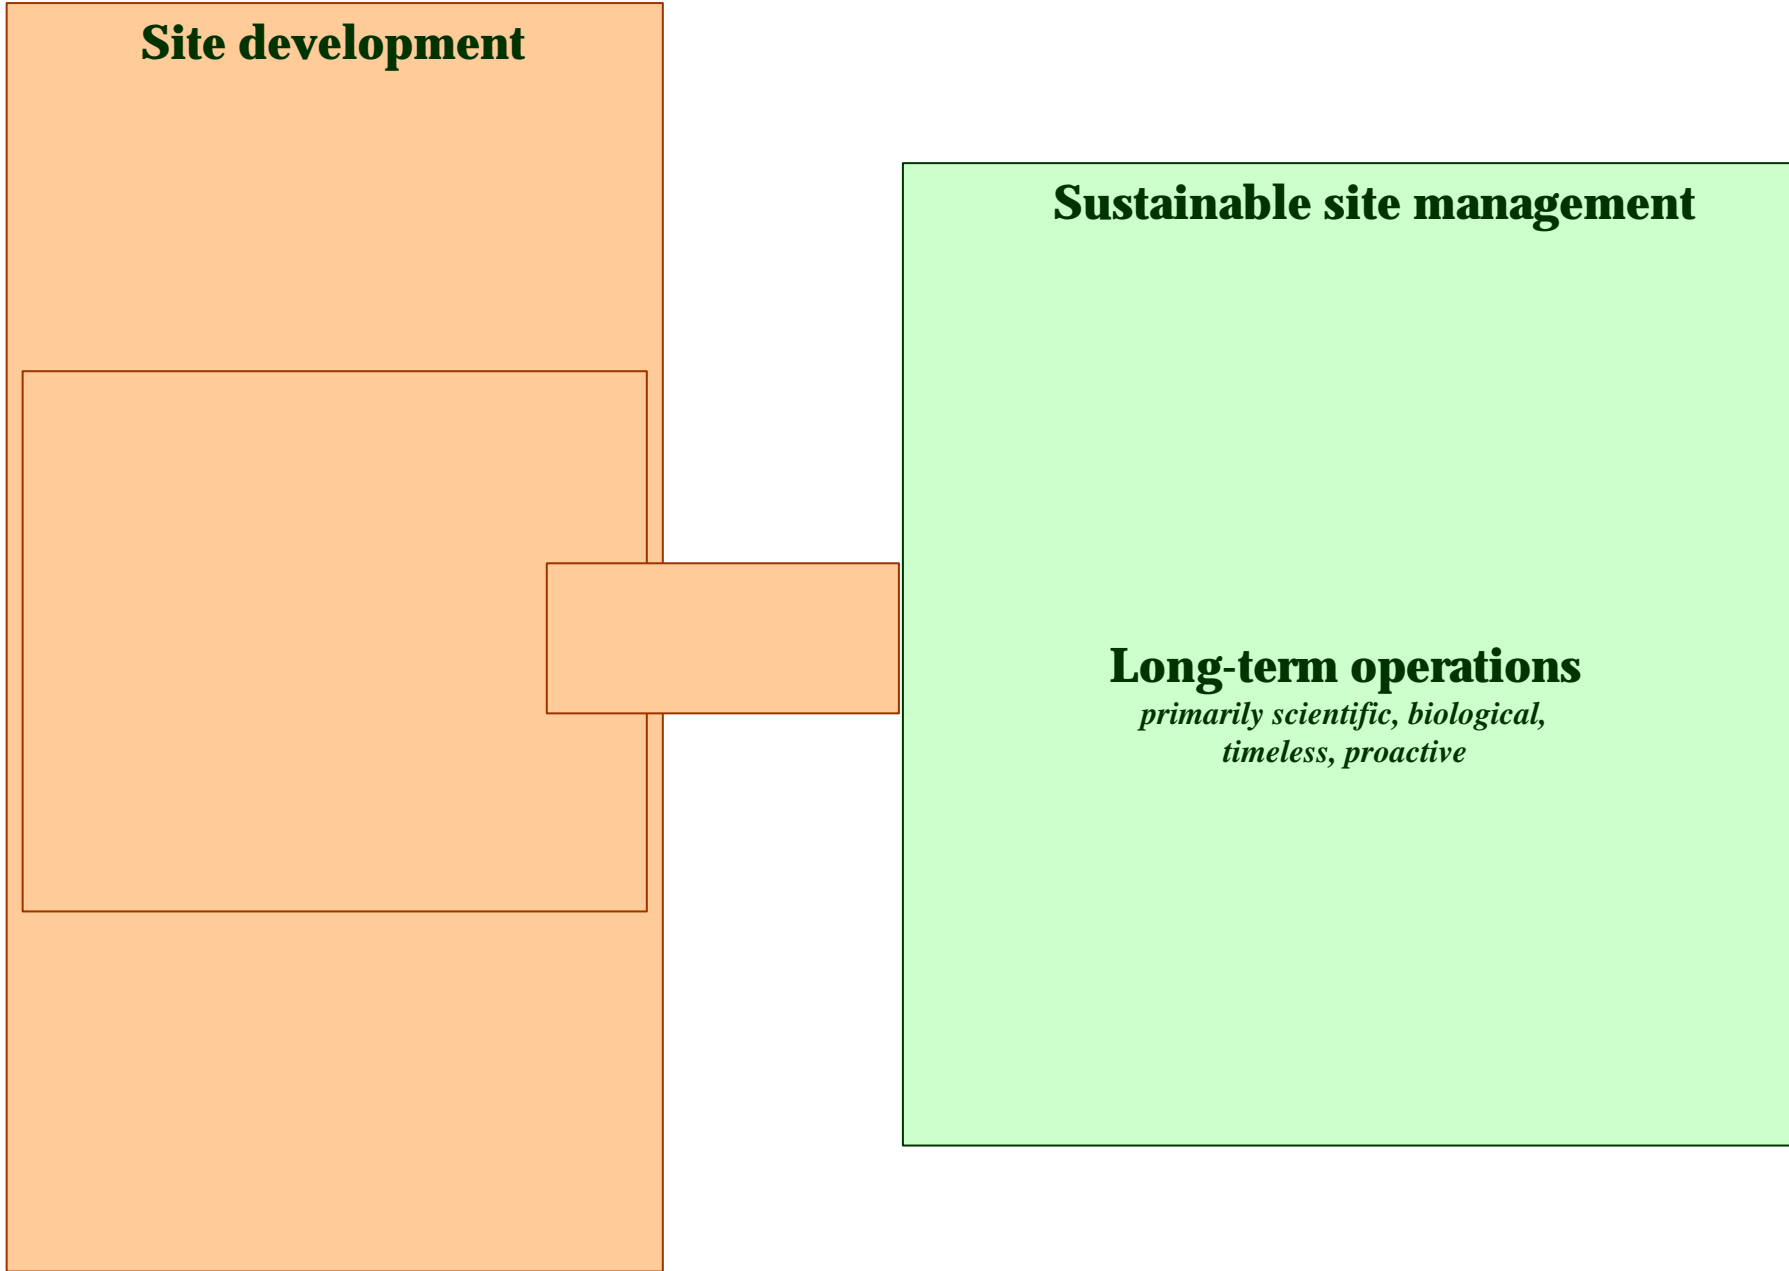 Site development
Sustainable site management
Long-term operations
primarily scientific, biological,
timeless, proactive